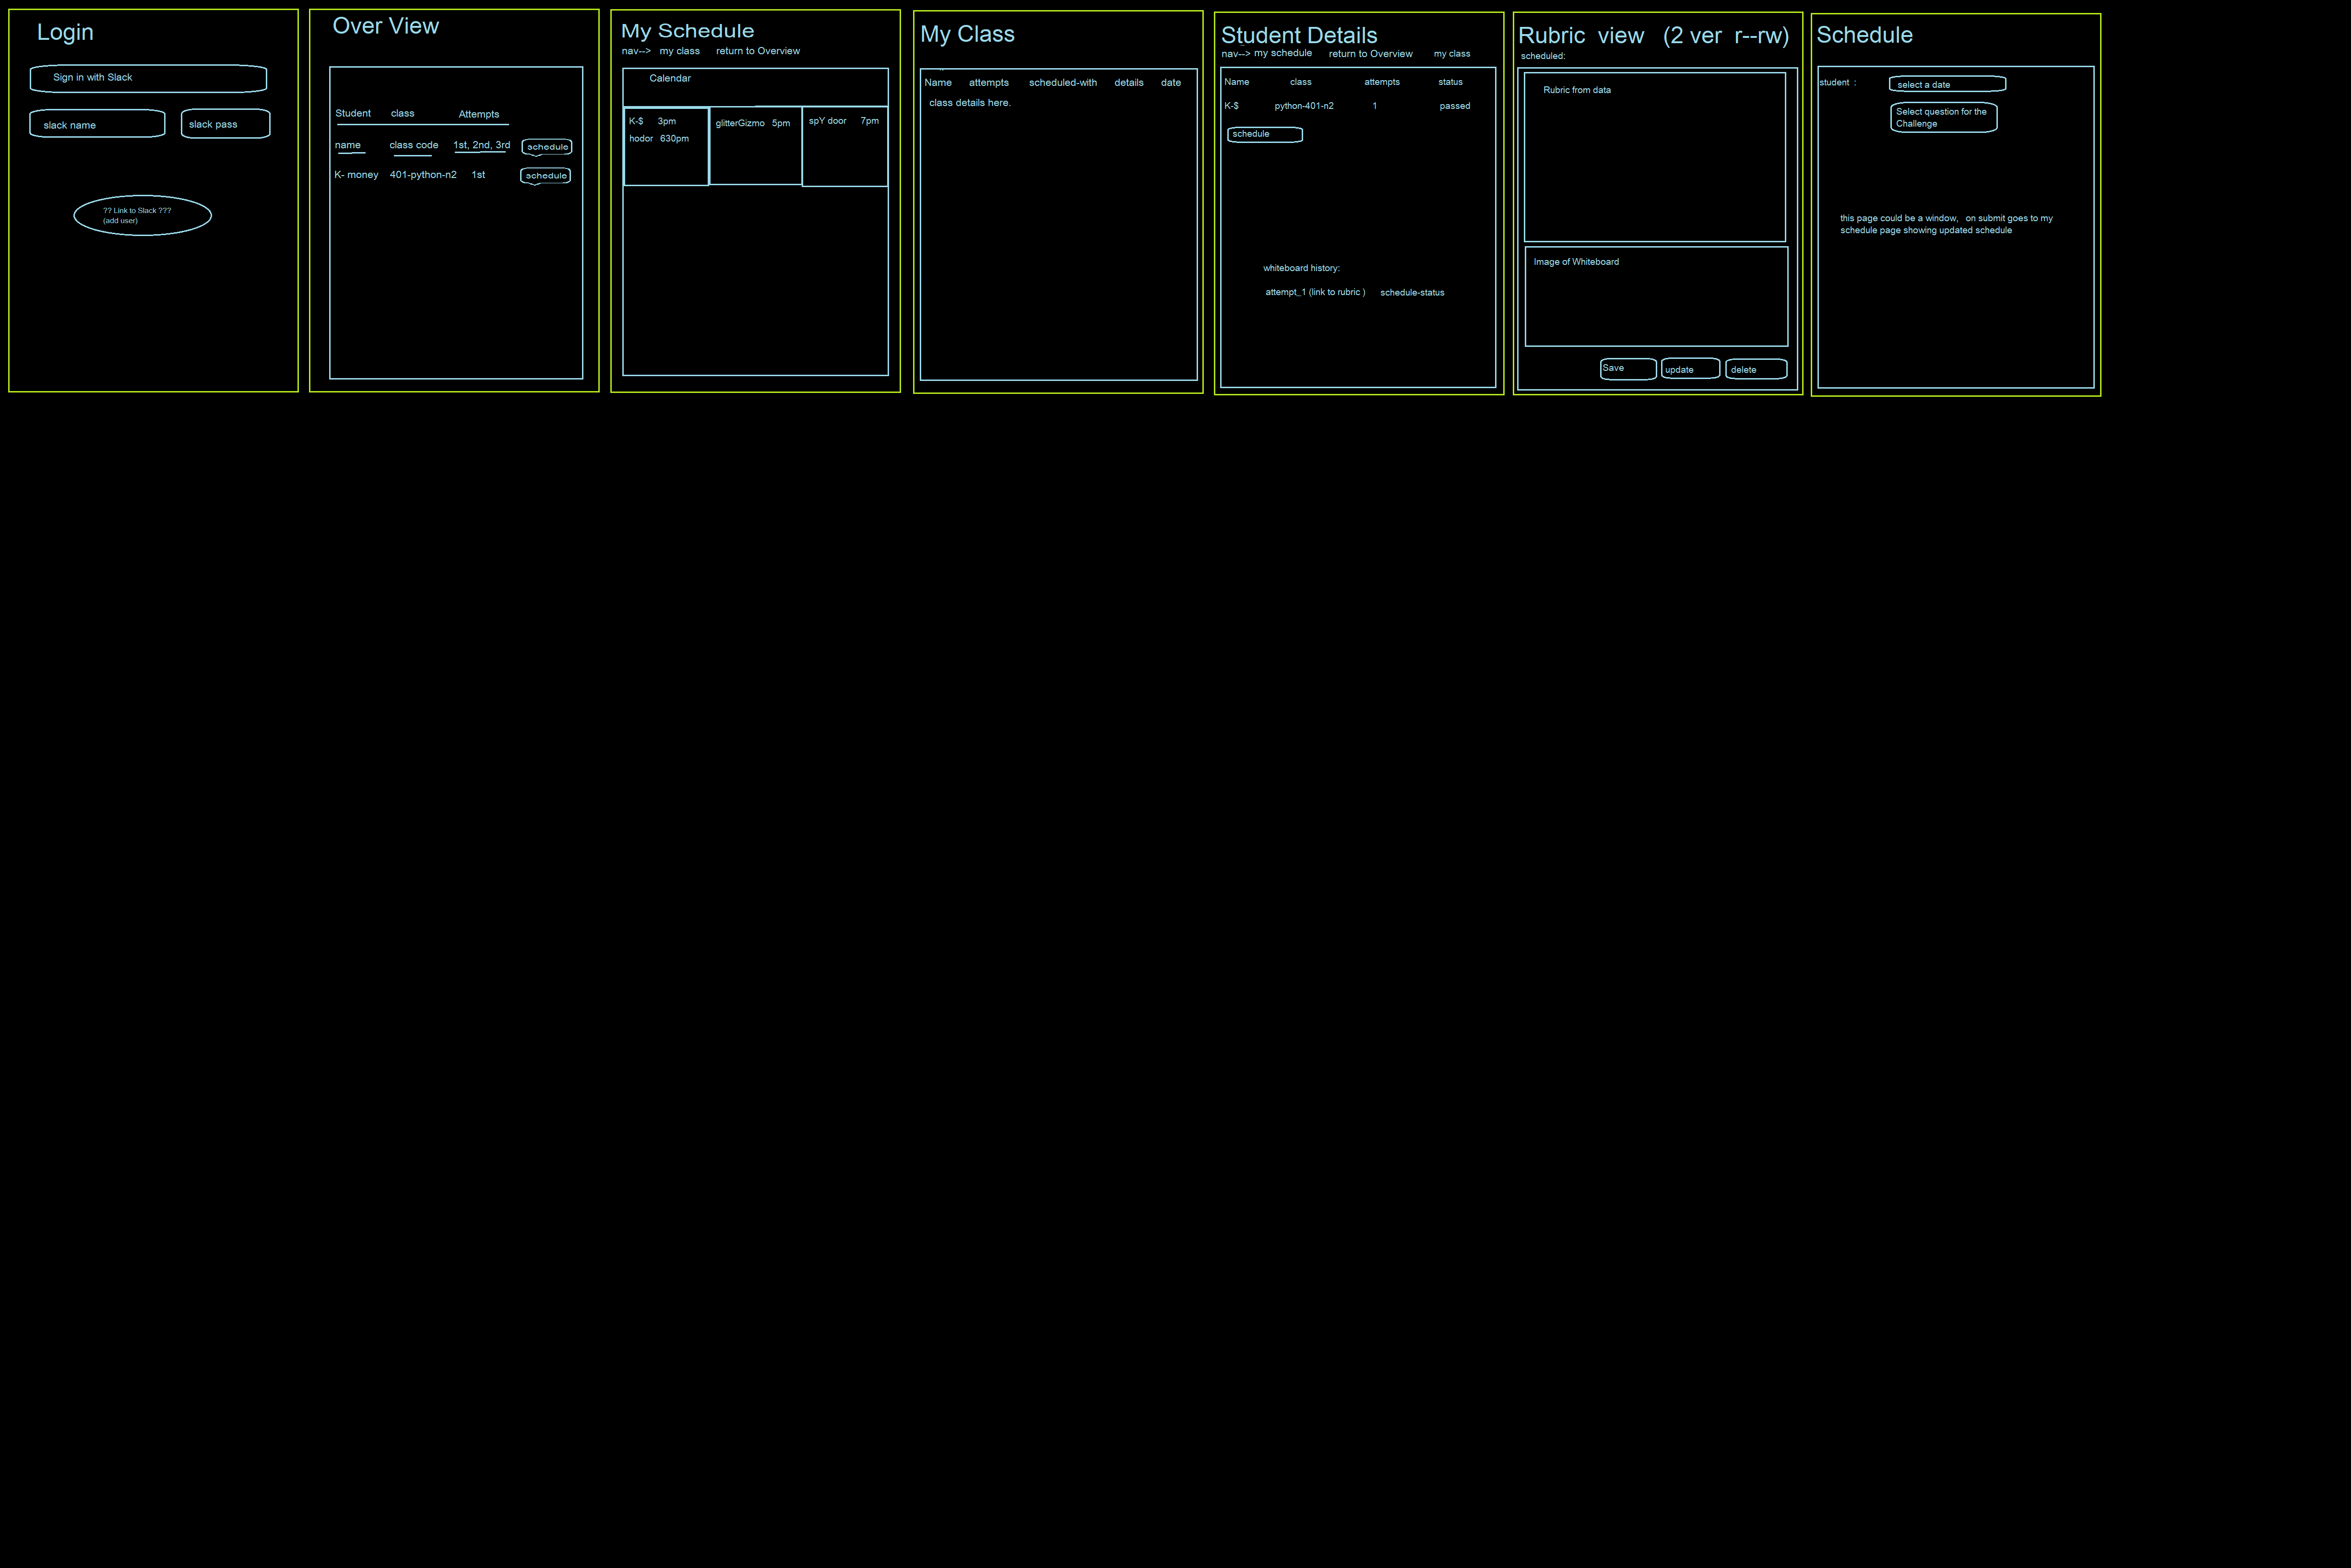 Login
Sign in with Slack
slack name slack pass
?? Link to Slack ???
(add user)
Over View
Student class Attempts
name class code 1st, 2nd, 3rd schedule
K- money 401-python-n2 1st schedule
My Schedule
nav--> my class return to Overview
Calendar
K-$ 3pm
hodor 630pm
glitterGizmo 5pm
spY door 7pm
My Class
Name attempts scheduled-with details date
class details here.
Student Details
nav--> my schedule return to Overview my class
Name class attempts status
K-$ python-401-n2 1 passed
schedule
whiteboard history:
attempt_1 (link to rubric ) schedule-status
Rubric view (2 ver r--rw)
scheduled:
Rubric from data
Image of Whiteboard
Save update delete
Schedule
student : select a date
Select question for the
Challenge
this page could be a window, on submit goes to my
schedule page showing updated schedule